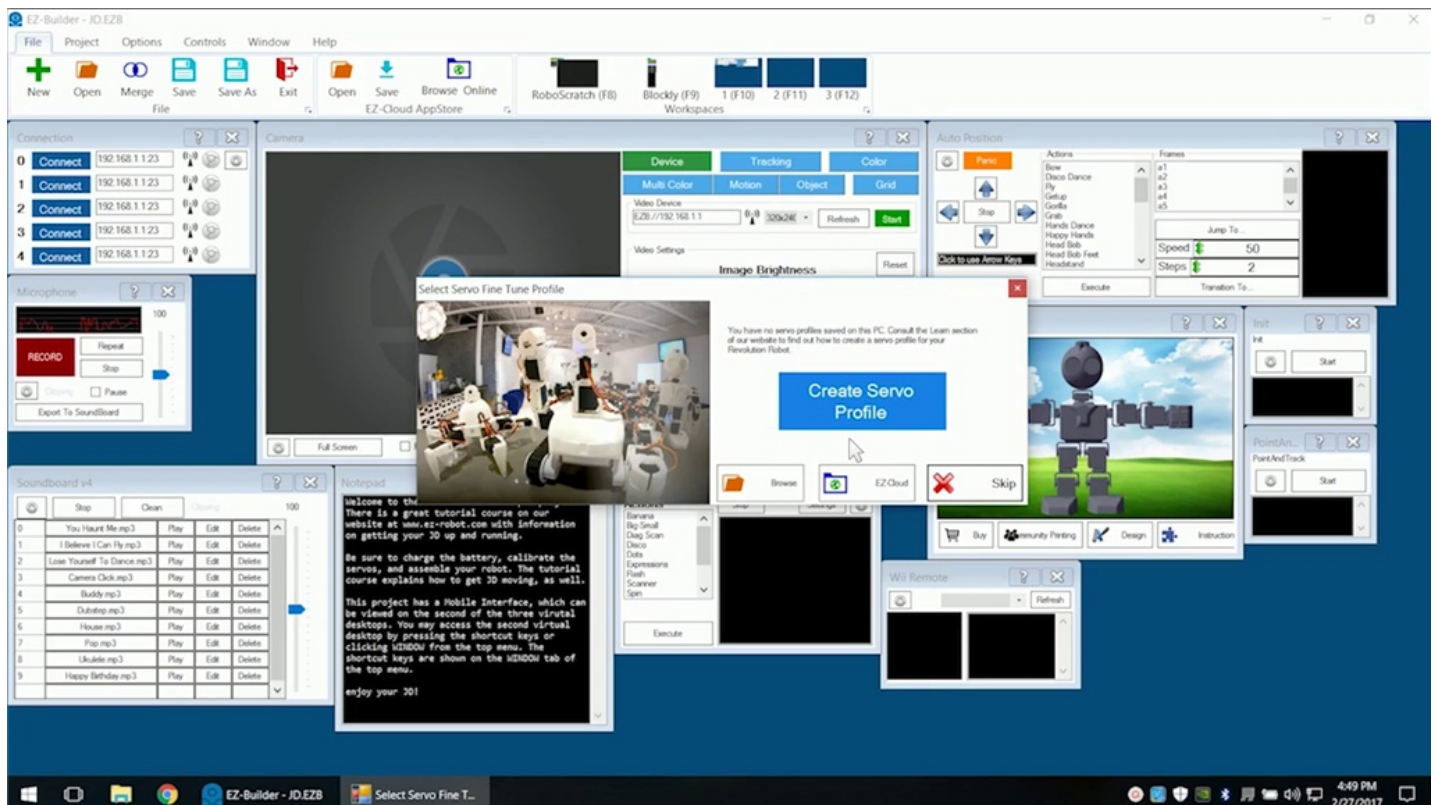 EZ-Builder - JD.EZB
File Project Options Controls Window Help
New Open Merge Save Save As Exit Open Save Browse Online RoboScratch (F8) Blockly (F9) 1 (F10) 2 (F11) 3 (F12)
File EZ-Cloud AppStore Workspaces
Connection
0 Connect 192.168.1.1:23
1 Connect 192.168.1.1:23
2 Connect 192.168.1.1:23
3 Connect 192.168.1.1:23
4 Connect 192.168.1.1:23
Camera
Device Tracking Color
Multi Color Motion Object Grid
Video Device
EZB://192.168.1.1 Refresh Start
Video Settings
Image Brightness Reset
Full Screen
Auto Position
Panic
Stop
Click to use Arrow Keys
Actions
Bow
Disco Dance
Fly
Getup
Gorilla
Grab
Hands Dance
Happy Hands
Head Bob
Head Bob Feet
Headstand
Execute
Frames
a1
a2
a3
a4
a5
Jump To...
Speed 50
Steps 2
Transition To...
Microphone
100
RECORD
Repeat
Stop
Clipping Pause
Export To SoundBoard
Select Servo Fine Tune Profile
You have no servo profiles saved on this PC. Consult the Learn section
of our website to find out how to create a servo profile for your
Revolution Robot.
Create Servo
Profile
Browse EZ-Cloud Skip
Init
Init
Start
PointAn...
PointAndTrack
Start
Buy Community Printing Design Instruction
Soundboard v4
Stop Clean Clipping 100
0 You Haunt Me.mp3 Play Edit Delete
1 I Believe I Can Fly.mp3 Play Edit Delete
2 Lose Yourself To Dance.mp3 Play Edit Delete
3 Camera Click.mp3 Play Edit Delete
4 Buddy.mp3 Play Edit Delete
5 Dubstep.mp3 Play Edit Delete
6 House.mp3 Play Edit Delete
7 Pop.mp3 Play Edit Delete
8 Ukulele.mp3 Play Edit Delete
9 Happy Birthday.mp3 Play Edit Delete
Notepad
Welcome to the
There is a great tutorial course on our
website at www.ez-robot.com with information
on getting your JD up and running.
Be sure to charge the battery, calibrate the
servos, and assemble your robot. The tutorial
course explains how to get JD moving, as well.
This project has a Mobile Interface, which can
be viewed on the second of the three virutal
desktops. You may access the second virtual
desktop by pressing the shortcut keys or
clicking WINDOW from the top menu. The
shortcut keys are shown on the WINDOW tab of
the top menu.
enjoy your JD!
Actions Stop Settings
Banana
Big-Small
Diag Scan
Disco
Dots
Expressions
Flash
Scanner
Spin
Execute
Wii Remote
Refresh
EZ-Builder - JD.EZB Select Servo Fine T... 4:49 PM
2/27/2017